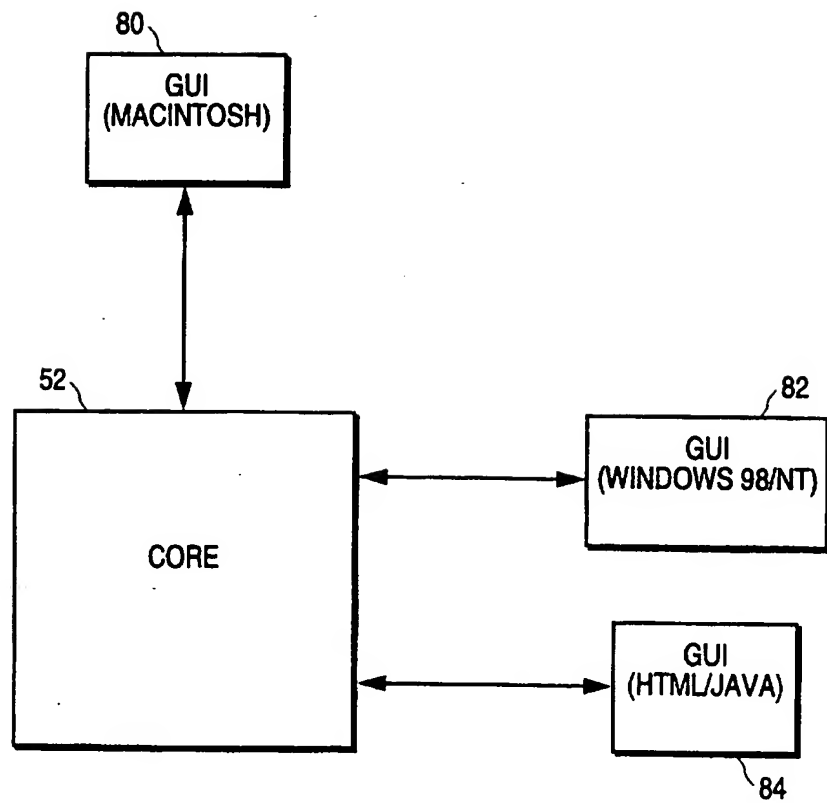 80
GUI
(MACINTOSH)
52
CORE
82
GUI
(WINDOWS 98/NT)
GUI
(HTML/JAVA)
84